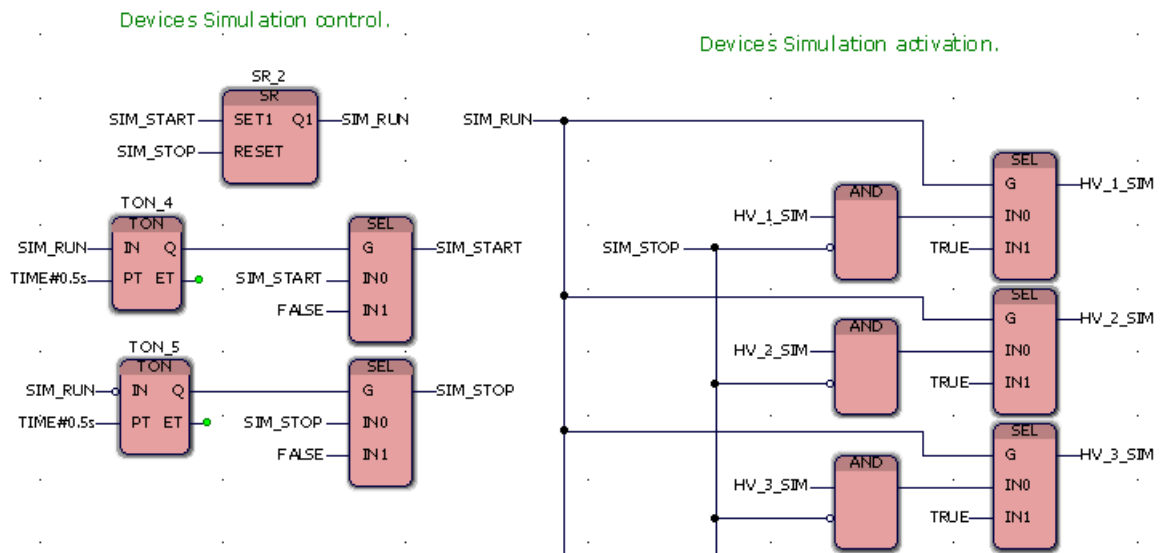 Devices Simulation control.
SR_2
SR
SIM_START SET1 Q1 SIM_RUN
SIM_STOP RESET
TON_4
TON SEL
SIM_RUN IN Q G SIM_START
TIME#0.5s PT ET SIM_START IN0
FALSE IN1
TON_5
TON SEL
SIM_RUN IN Q G SIM_STOP
TIME#0.5s PT ET SIM_STOP IN0
FALSE IN1
Devices Simulation activation.
SIM_RUN
SEL
AND G HV_1_SIM
HV_1_SIM IN0
SIM_STOP TRUE IN1
SEL
AND G HV_2_SIM
HV_2_SIM IN0
TRUE IN1
SEL
AND G HV_3_SIM
HV_3_SIM IN0
TRUE IN1